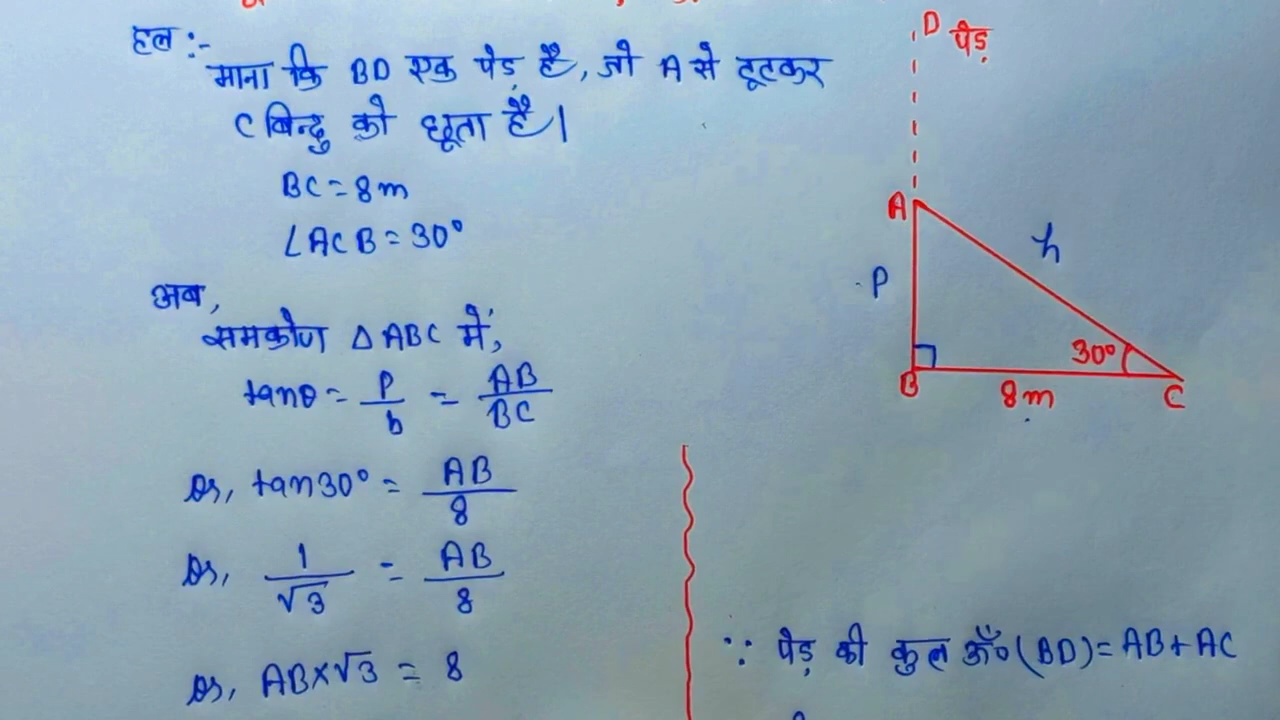 हल :-
माना कि BD एक पेड़ है, जो A से टूटकर
C बिन्दु को छूता है।
BC = 8m
∠ACB = 30°
अब,
समकोण △ABC में,
tanθ = P/b = AB/BC
Or, tan30° = AB/8
Or, 1/√3 = AB/8
Or, AB×√3 = 8
D पेड़
A
h
P
30°
B
8m
C
∵ पेड़ की कुल ऊँ०(BD) = AB + AC